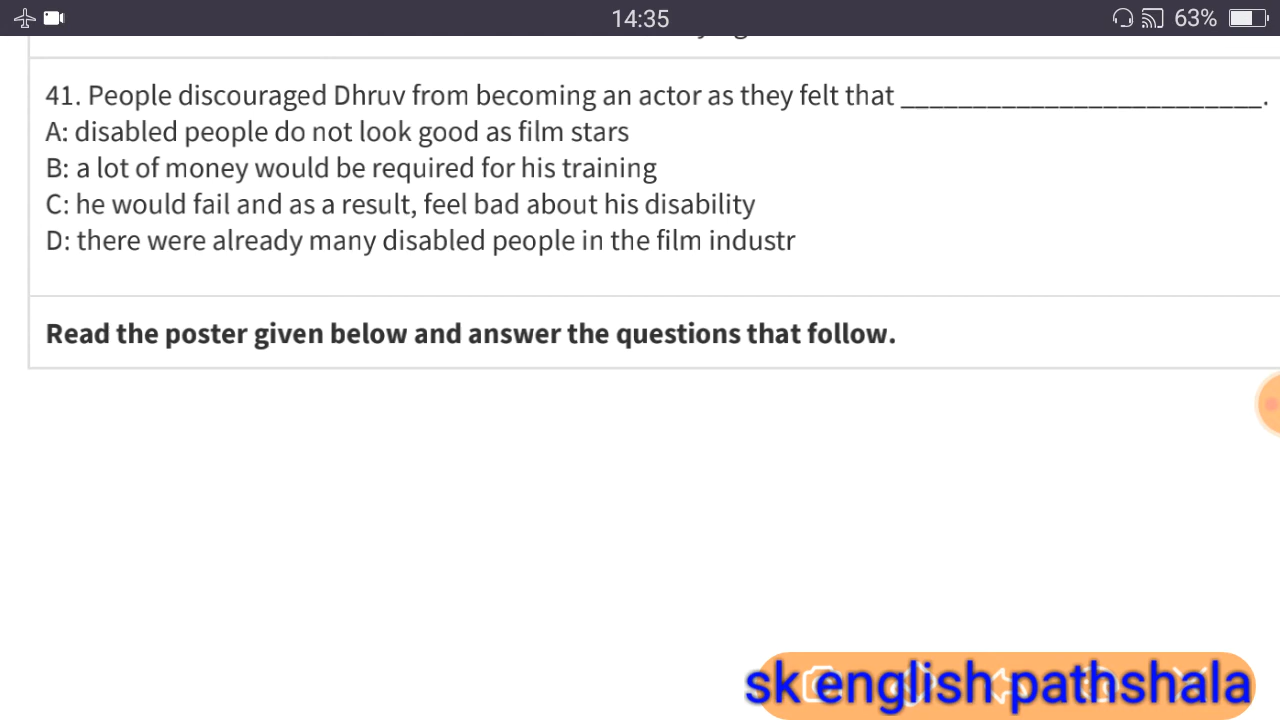 14:35
63%
41. People discouraged Dhruv from becoming an actor as they felt that __________________________.
A: disabled people do not look good as film stars
B: a lot of money would be required for his training
C: he would fail and as a result, feel bad about his disability
D: there were already many disabled people in the film industr
Read the poster given below and answer the questions that follow.
sk english pathshala